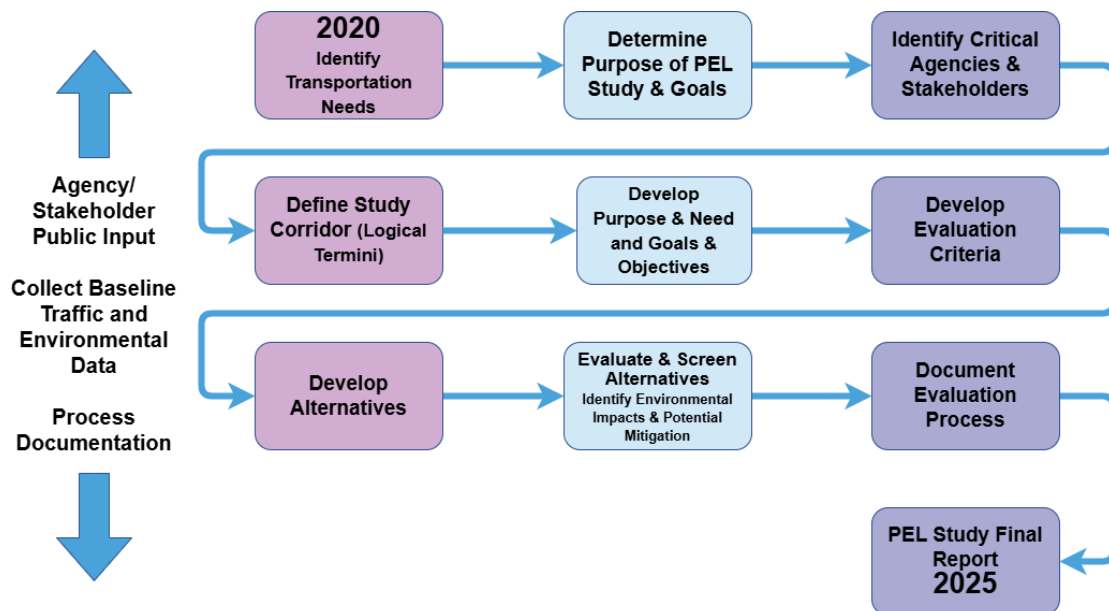 2020
Identify
Transportation
Needs
Determine
Purpose of PEL
Study & Goals
Identify Critical
Agencies &
Stakeholders
Agency/
Stakeholder
Public Input
Collect Baseline
Traffic and
Environmental
Data
Process
Documentation
Define Study
Corridor (Logical
Termini)
Develop
Purpose & Need
and Goals &
Objectives
Develop
Evaluation
Criteria
Develop
Alternatives
Evaluate & Screen
Alternatives
Identify Environmental
Impacts & Potential
Mitigation
Document
Evaluation
Process
PEL Study Final
Report
2025